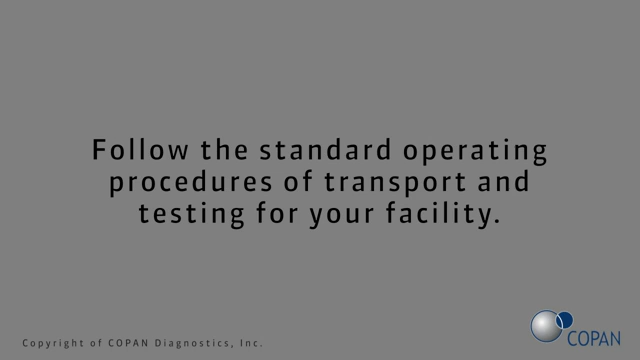 Follow the standard operating
procedures of transport and
testing for your facility.
Copyright of COPAN Diagnostics, Inc.
COPAN